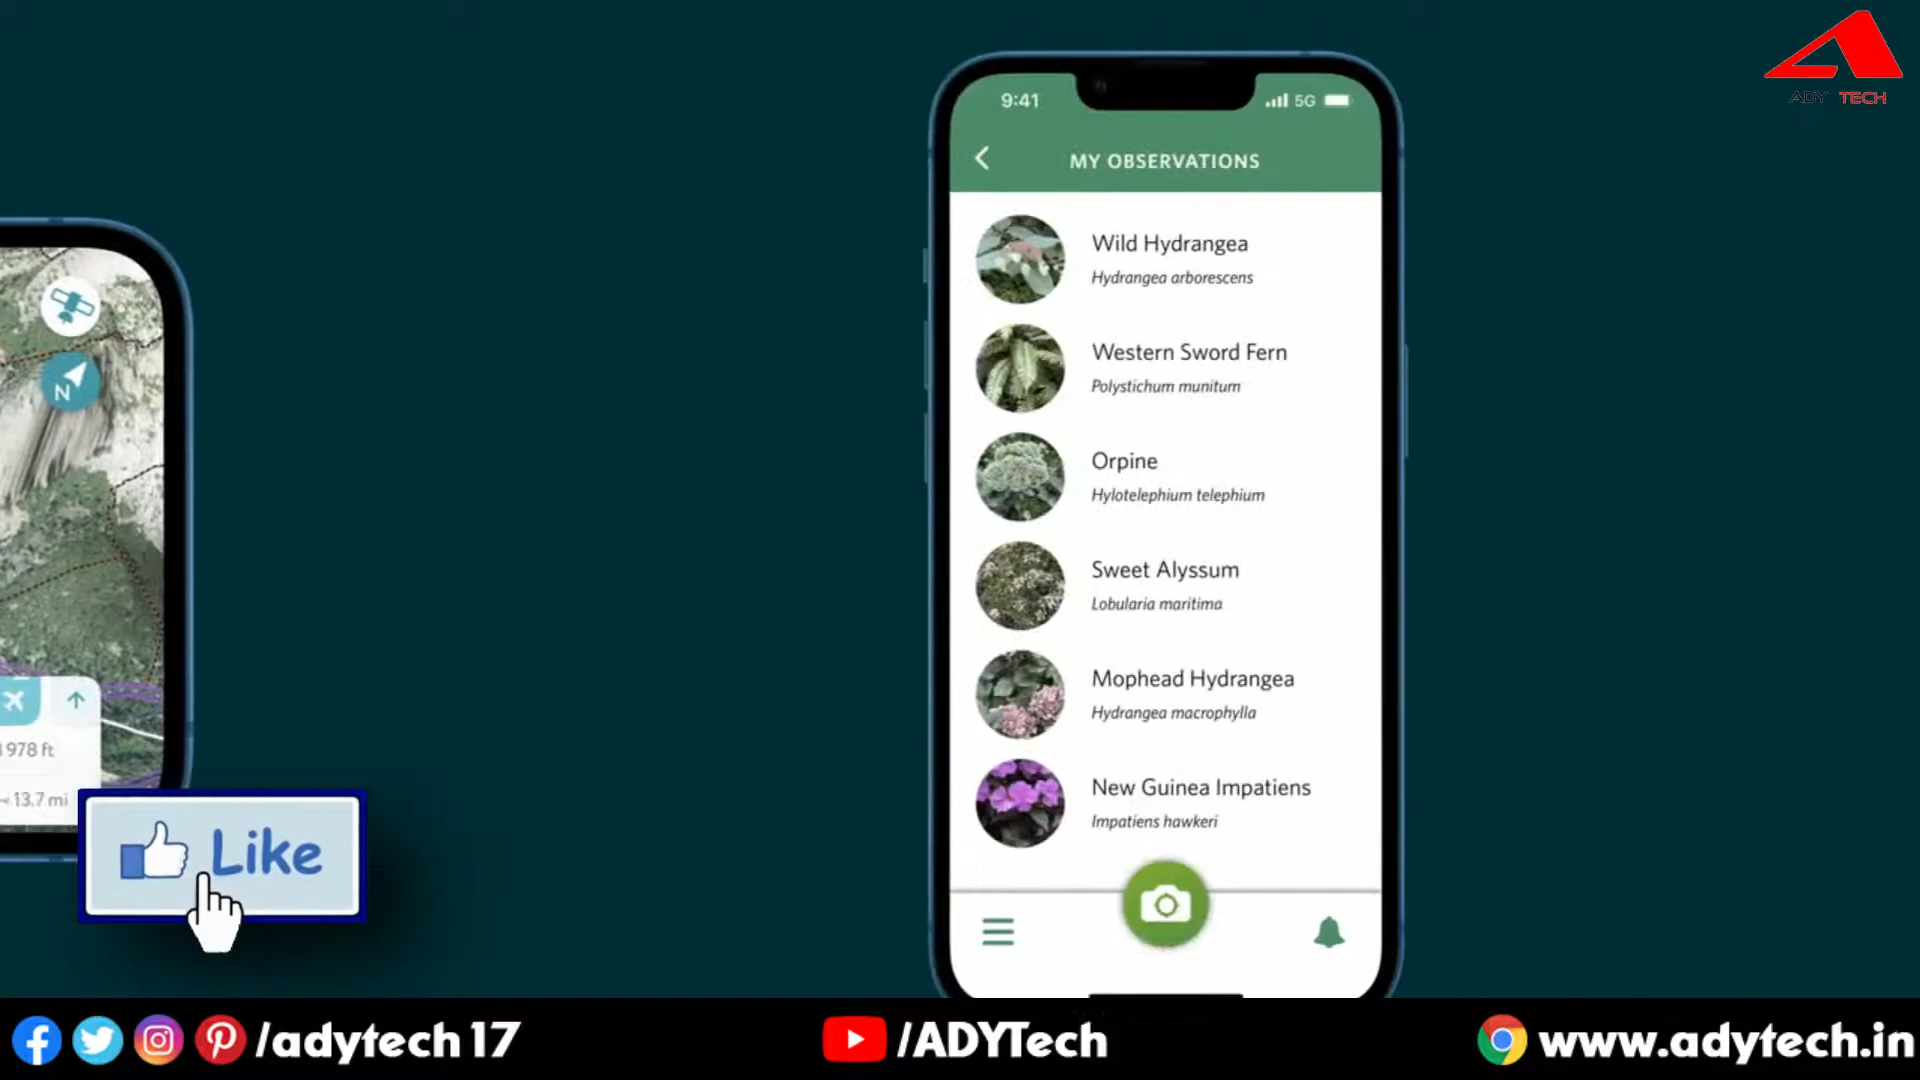 ADY TECH
9:41
5G
MY OBSERVATIONS
Wild Hydrangea
Hydrangea arborescens
Western Sword Fern
Polystichum munitum
Orpine
Hylotelephium telephium
Sweet Alyssum
Lobularia maritima
Mophead Hydrangea
Hydrangea macrophylla
New Guinea Impatiens
Impatiens hawkeri
N
978 ft
13.7 mi
Like
/adytech17
/ADYTech
www.adytech.in